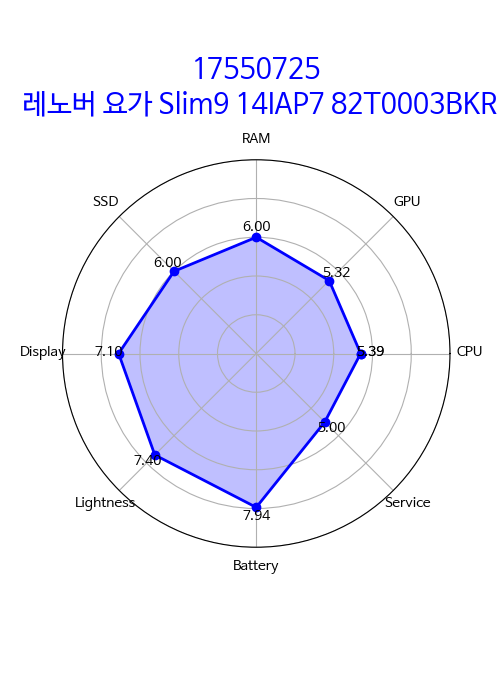 17550725
레노버 요가 Slim9 14IAP7 82T0003BKR
RAM
SSD
GPU
6.00
6.00
5.32
Display
7.10
5.39
CPU
7.40
5.00
Lightness
Service
7.94
Battery